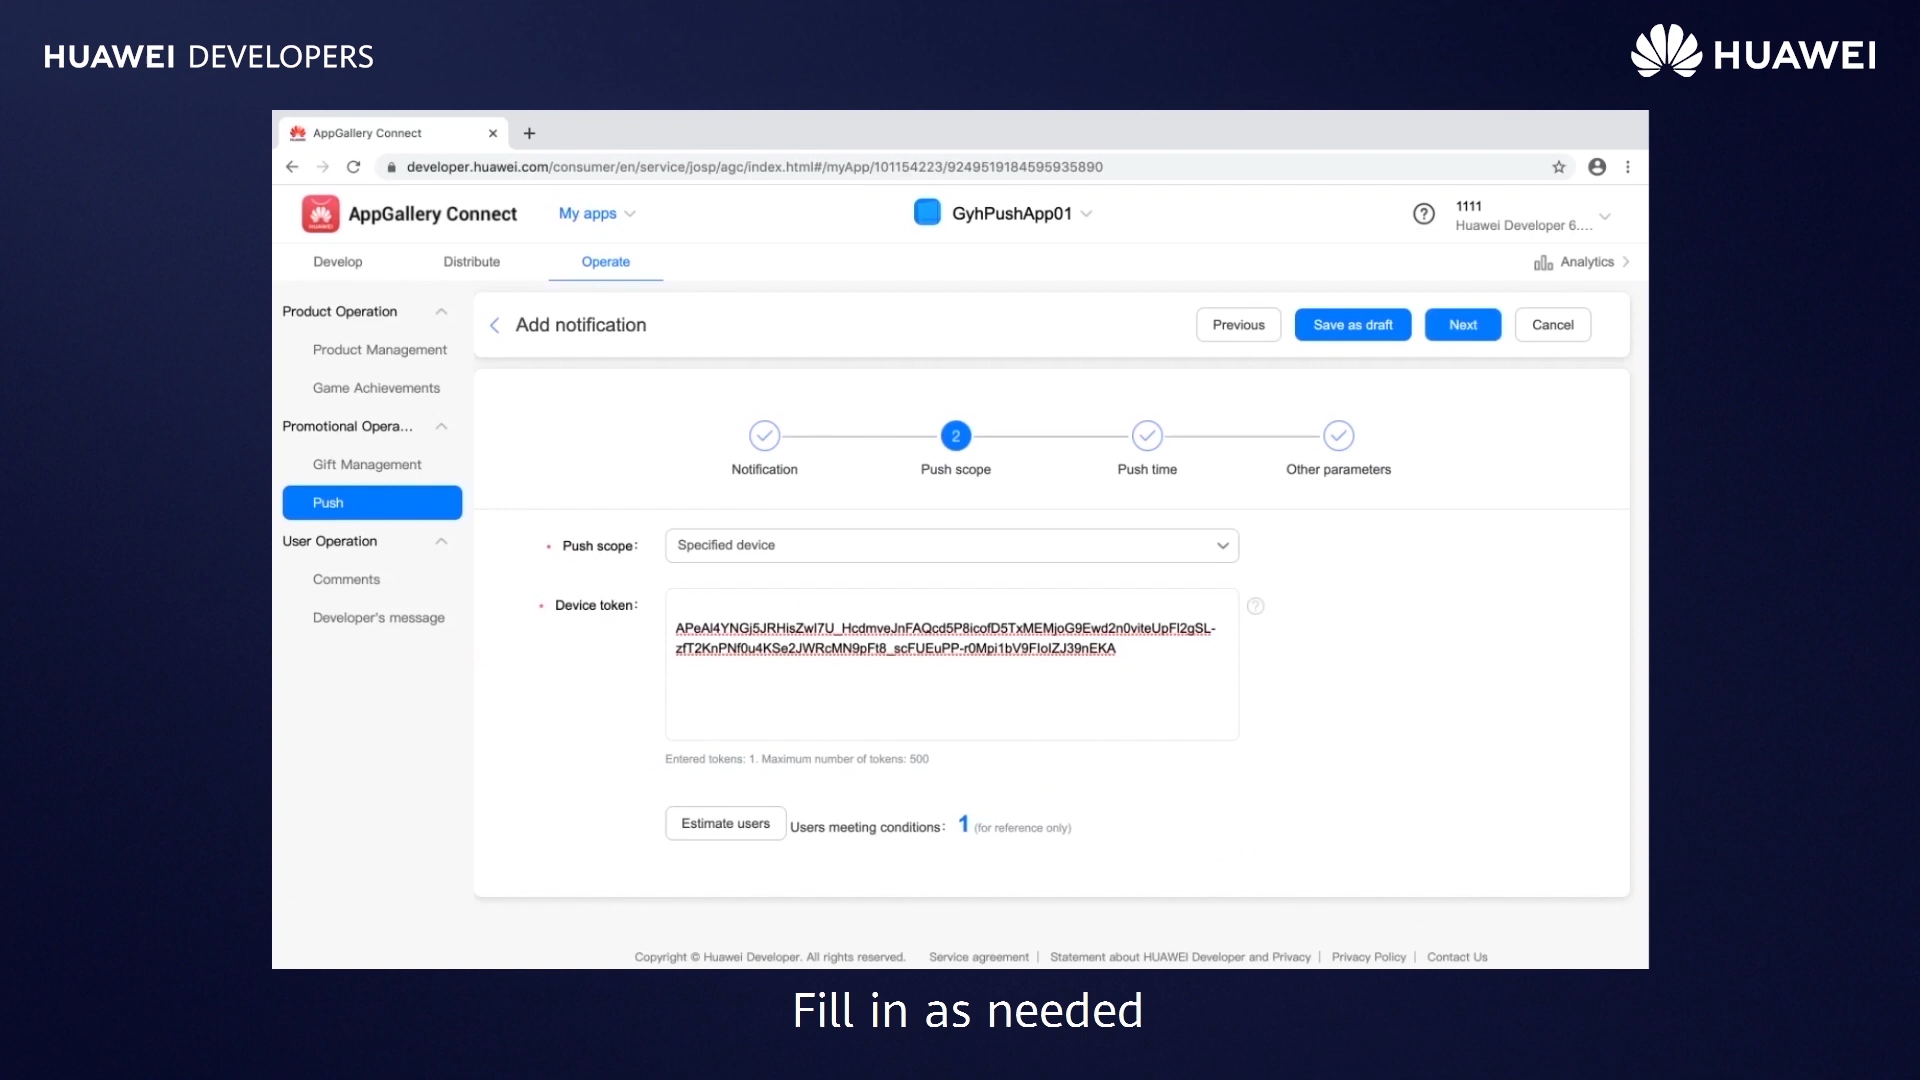 HUAWEI DEVELOPERS
HUAWEI
AppGallery Connect
developer.huawei.com/consumer/en/service/josp/agc/index.html#/myApp/101154223/9249519184595935890
HUAWEI
AppGallery Connect
My apps
GyhPushApp01
1111
Huawei Developer 6....
Develop
Distribute
Operate
Analytics
Product Operation
Product Management
Game Achievements
Promotional Opera...
Gift Management
Push
User Operation
Comments
Developer's message
Add notification
Previous
Save as draft
Next
Cancel
2
Notification
Push scope
Push time
Other parameters
• Push scope:
Specified device
• Device token:
APeAl4YNGj5JRHisZwI7U_HcdmveJnFAQcd5P8icofD5TxMEMjoG9Ewd2n0viteUpFI2gSL-
zfT2KnPNf0u4KSe2JWRcMN9pFt8_scFUEuPP-r0Mpi1bV9FIoIZJ39nEKA
Entered tokens: 1. Maximum number of tokens: 500
Estimate users
Users meeting conditions: 1 (for reference only)
Copyright © Huawei Developer. All rights reserved.
Service agreement | Statement about HUAWEI Developer and Privacy | Privacy Policy | Contact Us
Fill in as needed